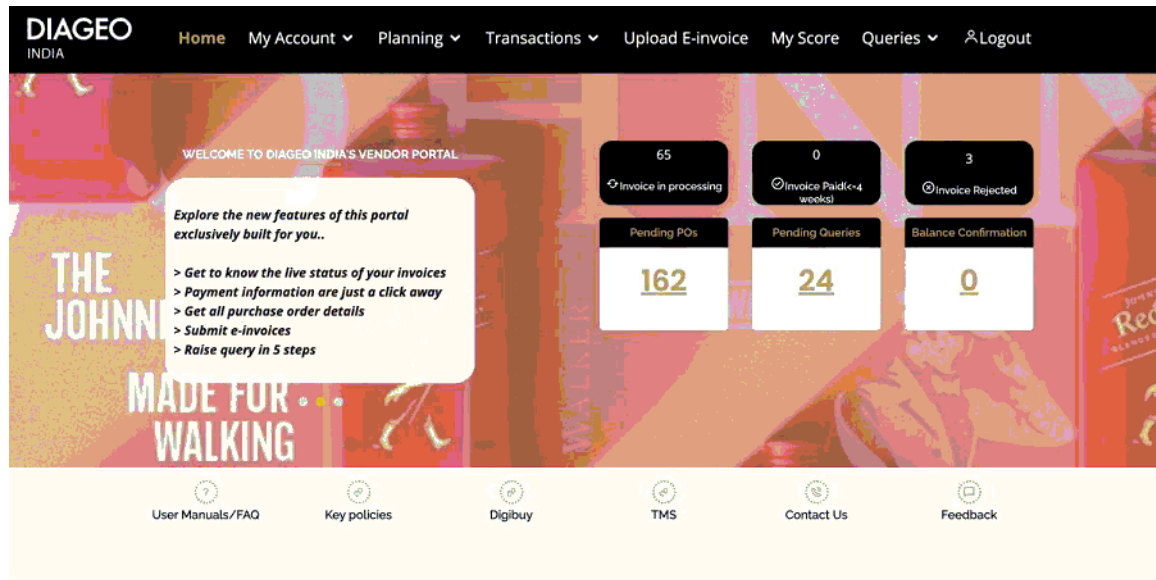 DIAGEO
INDIA
Home
My Account
Planning
Transactions
Upload E-invoice
My Score
Queries
Logout
WELCOME TO DIAGEO INDIA'S VENDOR PORTAL
Explore the new features of this portal
exclusively built for you..
> Get to know the live status of your invoices
> Payment information are just a click away
> Get all purchase order details
> Submit e-invoices
> Raise query in 5 steps
65
Invoice in processing
0
Invoice Paid(<=4
weeks)
3
Invoice Rejected
Pending POs
162
Pending Queries
24
Balance Confirmation
0
THE
MADE FOR
WALKING
WALKER
User Manuals/FAQ
Key policies
Digibuy
TMS
Contact Us
Feedback